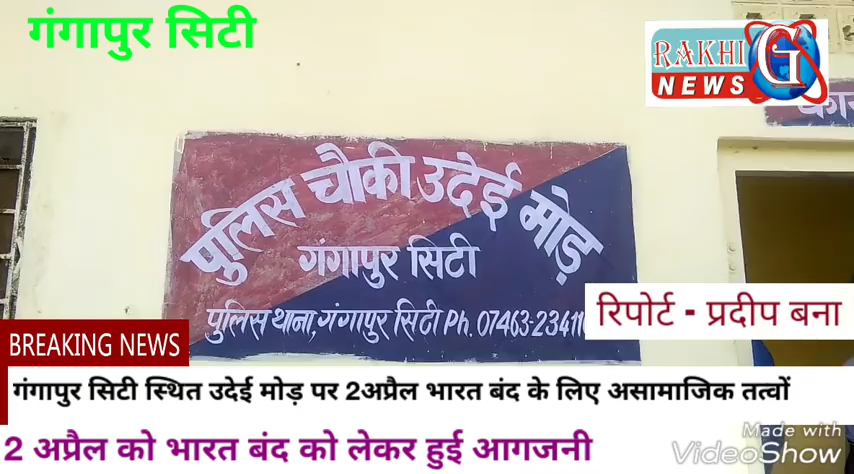 गंगापुर सिटी
RAKHI
NEWS
G
पुलिस चौकी उदेई मोड़
गंगापुर सिटी
पुलिस थाना, गंगापुर सिटी Ph. 07463-23411
रिपोर्ट - प्रदीप बना
BREAKING NEWS
गंगापुर सिटी स्थित उदेई मोड़ पर 2अप्रैल भारत बंद के लिए असामाजिक तत्वों
2 अप्रैल को भारत बंद को लेकर हुई आगजनी
Made with
VideoShow